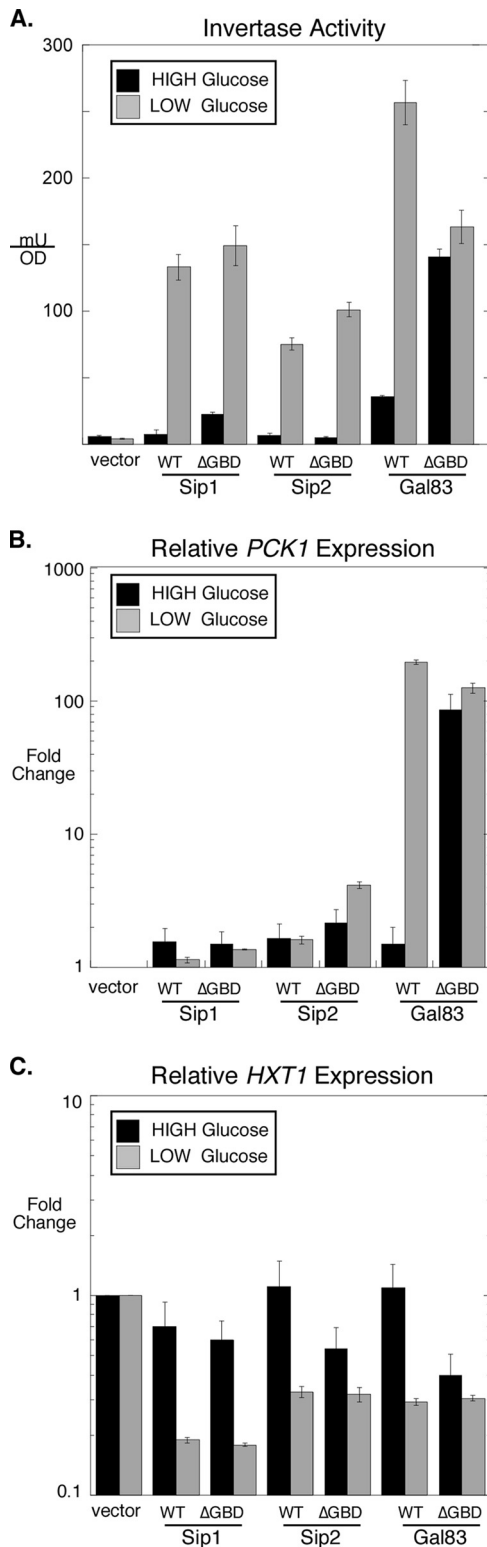 A.
Invertase Activity
300
HIGH Glucose
LOW Glucose
200
mU
OD
100
vector
WT ΔGBD WT ΔGBD WT ΔGBD
Sip1 Sip2 Gal83
B.
Relative PCK1 Expression
1000
HIGH Glucose
LOW Glucose
100
Fold
Change
10
1
vector WT ΔGBD WT ΔGBD WT ΔGBD
Sip1 Sip2 Gal83
C.
Relative HXT1 Expression
10
HIGH Glucose
LOW Glucose
Fold
Change
1
0.1
vector WT ΔGBD WT ΔGBD WT ΔGBD
Sip1 Sip2 Gal83